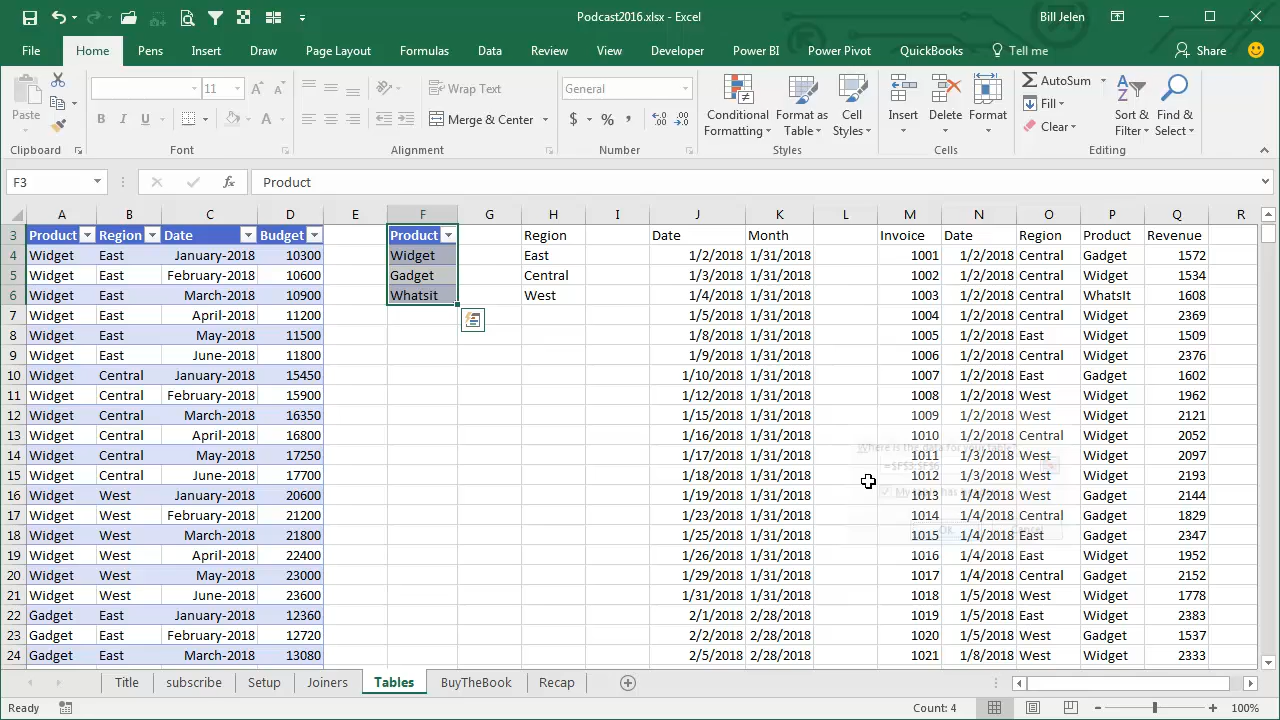 Podcast2016.xlsx - Excel
Bill Jelen
File Home Pens Insert Draw Page Layout Formulas Data Review View Developer Power BI Power Pivot QuickBooks Tell me Share
Paste
11
Wrap Text
General
Conditional Formatting
Format as Table
Cell Styles
Insert
Delete
Format
AutoSum
Fill
Clear
Sort & Filter
Find & Select
B I U
A
Merge & Center
$ % ,
Clipboard Font Alignment Number Styles Cells Editing
F3 fx Product
A B C D E F G H I J K L M N O P Q R
3 Product Region Date Budget Product Region Date Month Invoice Date Region Product Revenue
4 Widget East January-2018 10300 Widget East 1/2/2018 1/31/2018 1001 1/2/2018 Central Gadget 1572
5 Widget East February-2018 10600 Gadget Central 1/3/2018 1/31/2018 1002 1/2/2018 Central Widget 1534
6 Widget East March-2018 10900 Whatsit West 1/4/2018 1/31/2018 1003 1/2/2018 Central WhatsIt 1608
7 Widget East April-2018 11200 1/5/2018 1/31/2018 1004 1/2/2018 Central Widget 2369
8 Widget East May-2018 11500 1/8/2018 1/31/2018 1005 1/2/2018 East Widget 1509
9 Widget East June-2018 11800 1/9/2018 1/31/2018 1006 1/2/2018 Central Widget 2376
10 Widget Central January-2018 15450 1/10/2018 1/31/2018 1007 1/2/2018 East Gadget 1602
11 Widget Central February-2018 15900 1/12/2018 1/31/2018 1008 1/2/2018 West Widget 1962
12 Widget Central March-2018 16350 1/15/2018 1/31/2018 1009 1/2/2018 West Widget 2121
13 Widget Central April-2018 16800 1/16/2018 1/31/2018 1010 1/2/2018 Central Widget 2052
Where is the data for your table
14 Widget Central May-2018 17250 1/17/2018 1/31/2018 1011 1/3/2018 West Widget 2097
=$F$3:$F$6
15 Widget Central June-2018 17700 1/18/2018 1/31/2018 1012 1/3/2018 West Widget 2193
My table has
16 Widget West January-2018 20600 1/19/2018 1/31/2018 1013 1/4/2018 West Gadget 2144
17 Widget West February-2018 21200 1/23/2018 1/31/2018 1014 1/4/2018 Central Gadget 1829
OK Cancel
18 Widget West March-2018 21800 1/25/2018 1/31/2018 1015 1/4/2018 East Gadget 2347
19 Widget West April-2018 22400 1/26/2018 1/31/2018 1016 1/4/2018 East Widget 1952
20 Widget West May-2018 23000 1/29/2018 1/31/2018 1017 1/4/2018 Central Gadget 2152
21 Widget West June-2018 23600 1/31/2018 1/31/2018 1018 1/5/2018 West Widget 1778
22 Gadget East January-2018 12360 2/1/2018 2/28/2018 1019 1/5/2018 East Widget 2383
23 Gadget East February-2018 12720 2/2/2018 2/28/2018 1020 1/5/2018 West Gadget 1537
24 Gadget East March-2018 13080 2/5/2018 2/28/2018 1021 1/8/2018 West Widget 2333
Title subscribe Setup Joiners Tables BuyTheBook Recap
Ready Count: 4 100%